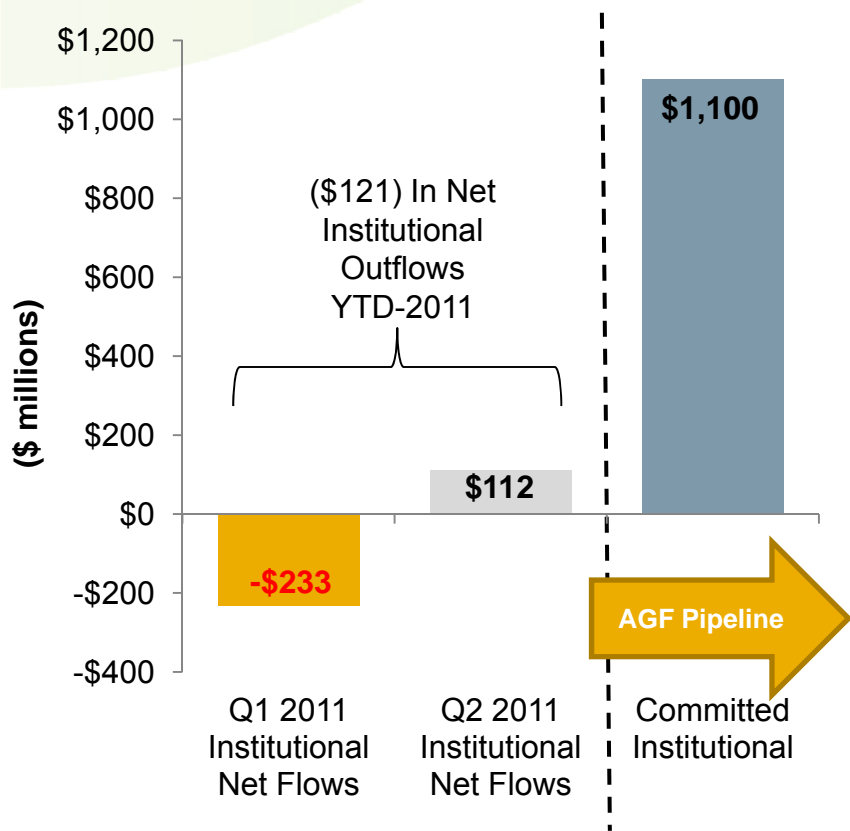 $1,200
$1,000
$800
$600
$400
$200
$0
-$200
-$400
($ millions)
($121) In Net
Institutional
Outflows
YTD-2011
-$233
$112
$1,100
AGF Pipeline
Q1 2011
Institutional
Net Flows
Q2 2011
Institutional
Net Flows
Committed
Institutional